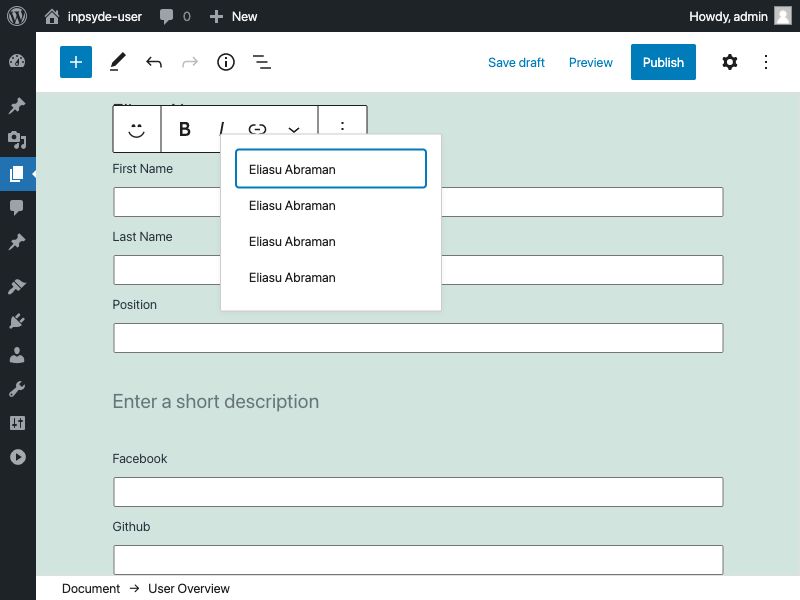 inpsyde-user 0 New Howdy, admin
Save draft Preview Publish
B I
First Name
Eliasu Abraman
Eliasu Abraman
Last Name
Eliasu Abraman
Eliasu Abraman
Position
Enter a short description
Facebook
Github
Document → User Overview